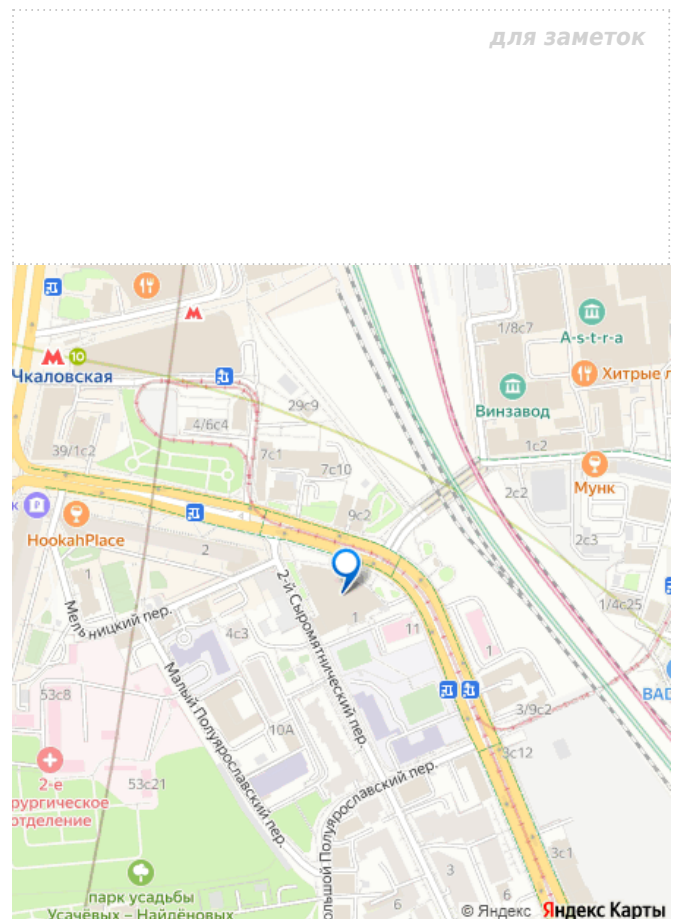 для заметок
1/8с7
A-s-t-r-a
10
Чкаловская
Хитрые
Винзавод
29с9
4/6с4
39/1с2
7с1
7с10
1с2
Мунк
2с2
9с2
2с3
HookahPlace
2
1
Мельницкий пер.
2-й Сыромятнический пер.
1
4с3
11
1
1/4с25
Малый Полуярославский пер.
53с8
10А
3/9с2
3с12
2-е
53с21
отделение
Полуярославский пер.
3
3с1
парк усадьбы
Усачёвых – Найдёновых
6
6
© Яндекс Яндекс Карты